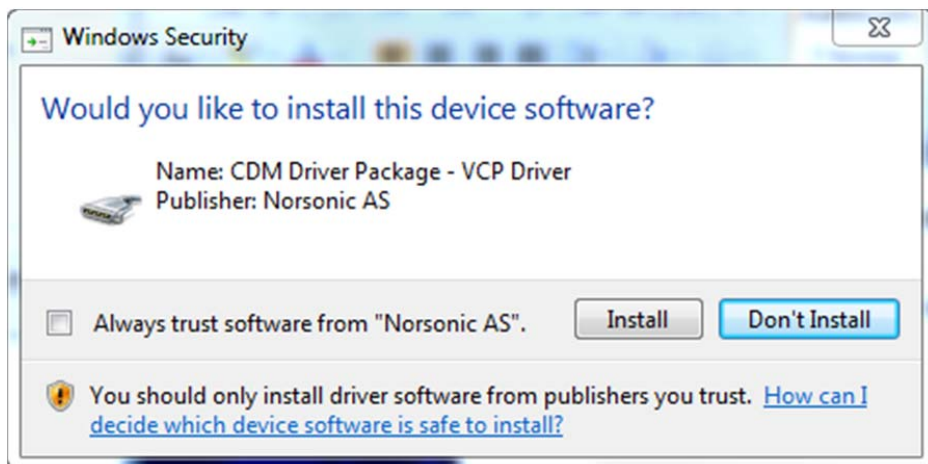 Windows Security
Would you like to install this device software?
Name: CDM Driver Package - VCP Driver
Publisher: Norsonic AS
Always trust software from "Norsonic AS".
Install
Don't Install
You should only install driver software from publishers you trust. How can I
decide which device software is safe to install?